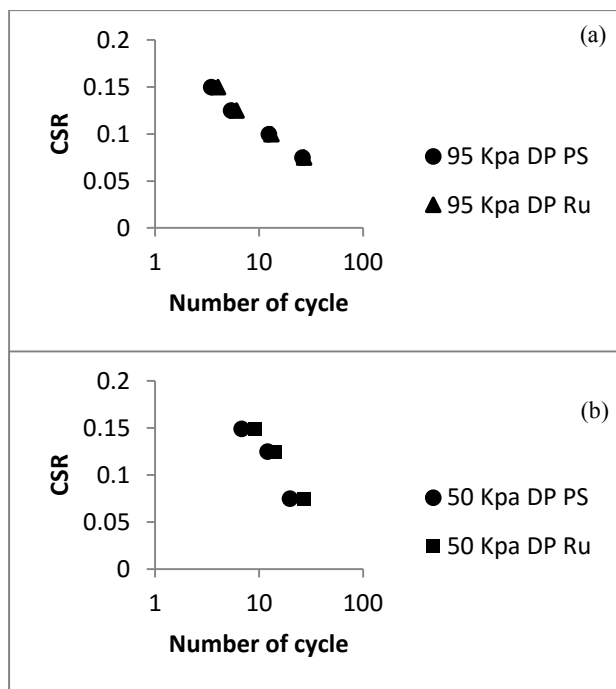 (a)
0.2
0.15
0.1
0.05
0
CSR
1 10 100
Number of cycle
95 Kpa DP PS
95 Kpa DP Ru
(b)
0.2
0.15
0.1
0.05
0
CSR
1 10 100
Number of cycle
50 Kpa DP PS
50 Kpa DP Ru